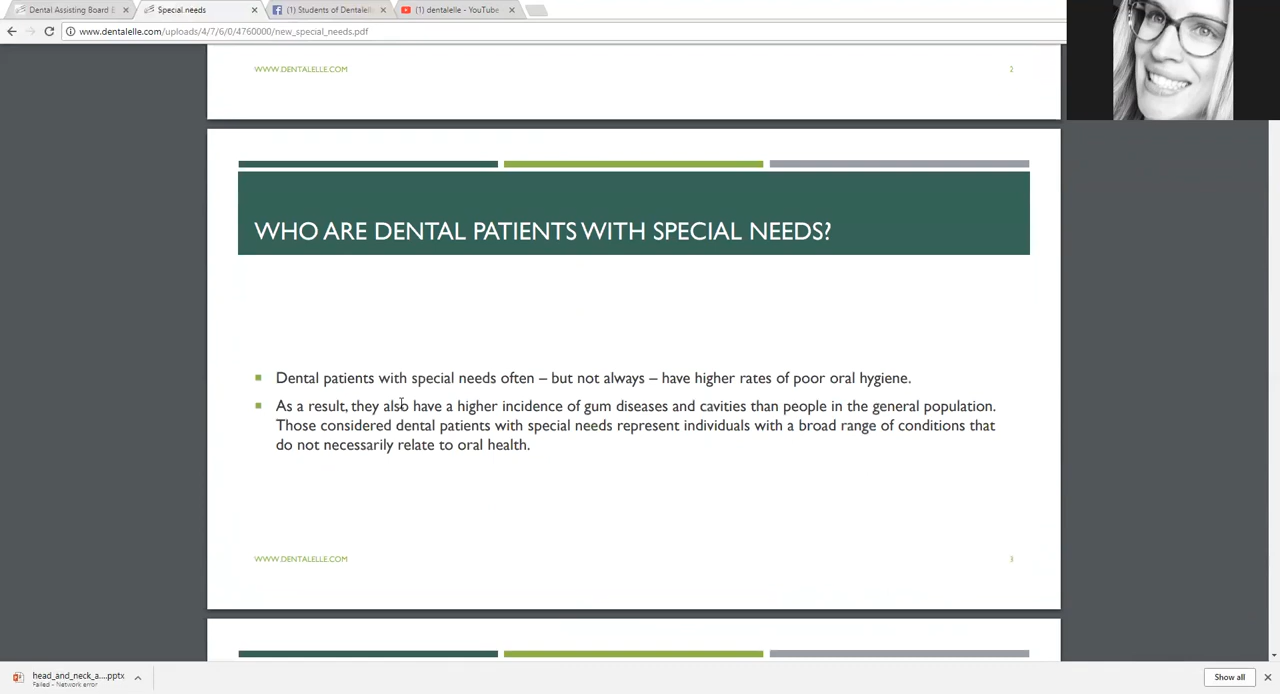 Dental Assisting Board E
Special needs
(1) Students of Dentalelle
(1) dentalelle - YouTube
www.dentalelle.com/uploads/4/7/6/0/4760000/new_special_needs.pdf
WWW.DENTALELLE.COM
2
WHO ARE DENTAL PATIENTS WITH SPECIAL NEEDS?
Dental patients with special needs often – but not always – have higher rates of poor oral hygiene.
As a result, they also have a higher incidence of gum diseases and cavities than people in the general population.
Those considered dental patients with special needs represent individuals with a broad range of conditions that
do not necessarily relate to oral health.
WWW.DENTALELLE.COM
3
head_and_neck_a....pptx
Failed - Network error
Show all